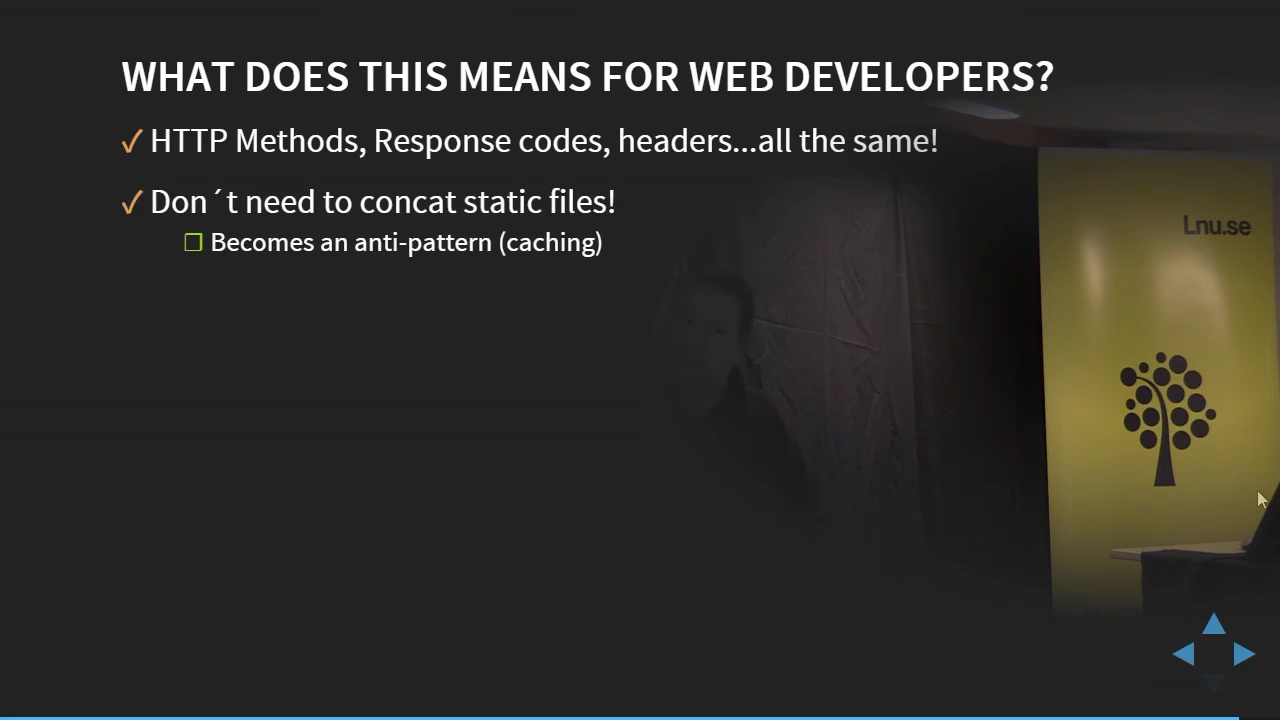 WHAT DOES THIS MEANS FOR WEB DEVELOPERS?
✓ HTTP Methods, Response codes, headers...all the same!
✓ Don´t need to concat static files!
❐ Becomes an anti-pattern (caching)
Lnu.se